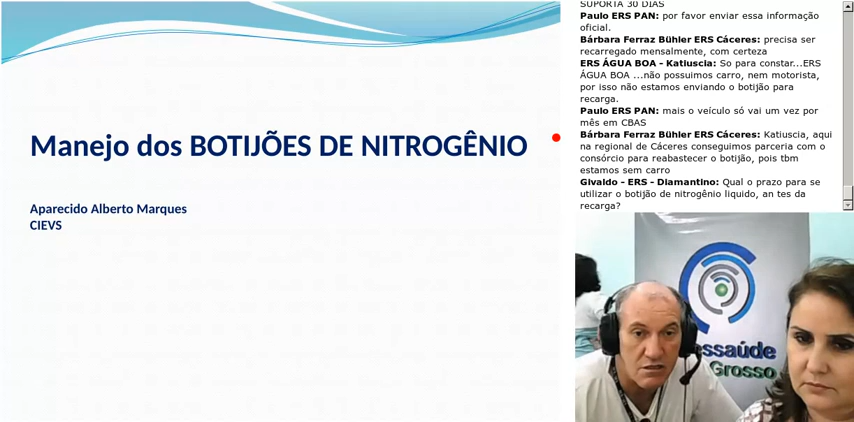 Manejo dos BOTIJÕES DE NITROGÊNIO
Aparecido Alberto Marques
CIEVS
SUPORTA 30 DIAS
Paulo ERS PAN: por favor enviar essa informação
oficial.
Bárbara Ferraz Bühler ERS Cáceres: precisa ser
recarregado mensalmente, com certeza
ERS ÁGUA BOA - Katiuscia: So para constar...ERS
ÁGUA BOA ...não possuimos carro, nem motorista,
por isso não estamos enviando o botijão para
recarga.
Paulo ERS PAN: mais o veículo só vai um vez por
mês em CBAS
Bárbara Ferraz Bühler ERS Cáceres: Katiuscia, aqui
na regional de Cáceres conseguimos parceria com o
consórcio para reabastecer o botijão, pois tbm
estamos sem carro
Givaldo - ERS - Diamantino: Qual o prazo para se
utilizar o botijão de nitrogênio liquido, an tes da
recarga?
essaúde
Grosso